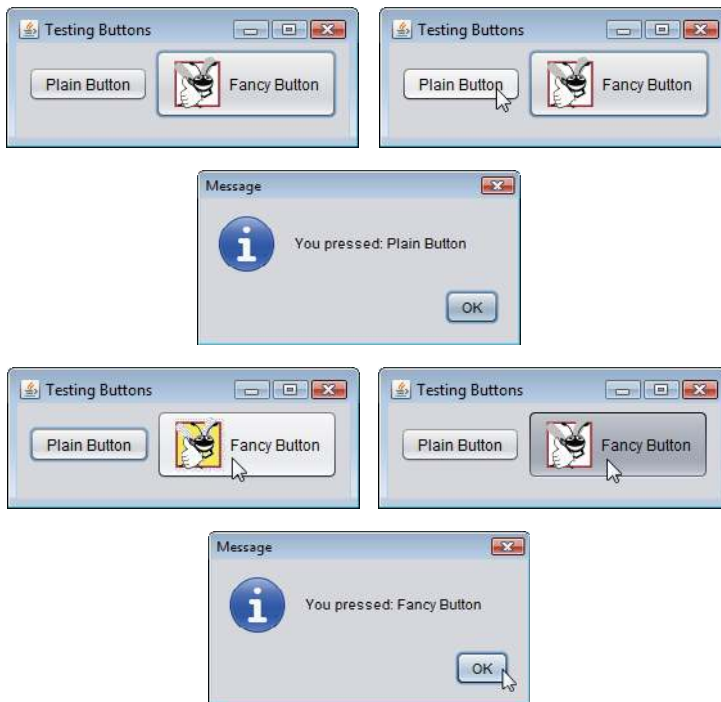 Testing Buttons
Plain Button
Fancy Button
Testing Buttons
Plain Button
Fancy Button
Message
You pressed: Plain Button
OK
Testing Buttons
Plain Button
Fancy Button
Testing Buttons
Plain Button
Fancy Button
Message
You pressed: Fancy Button
OK